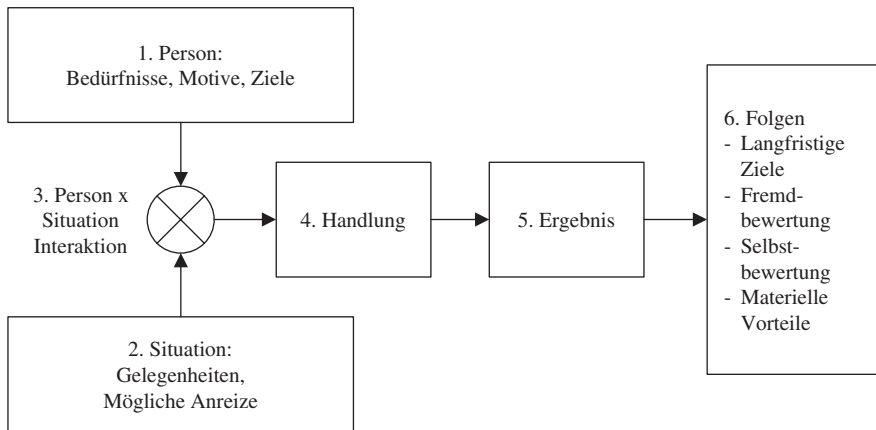 1. Person:
Bedürfnisse, Motive, Ziele
3. Person x
Situation
Interaktion
2. Situation:
Gelegenheiten,
Mögliche Anreize
4. Handlung
5. Ergebnis
6. Folgen
- Langfristige
Ziele
- Fremd-
bewertung
- Selbst-
bewertung
- Materielle
Vorteile